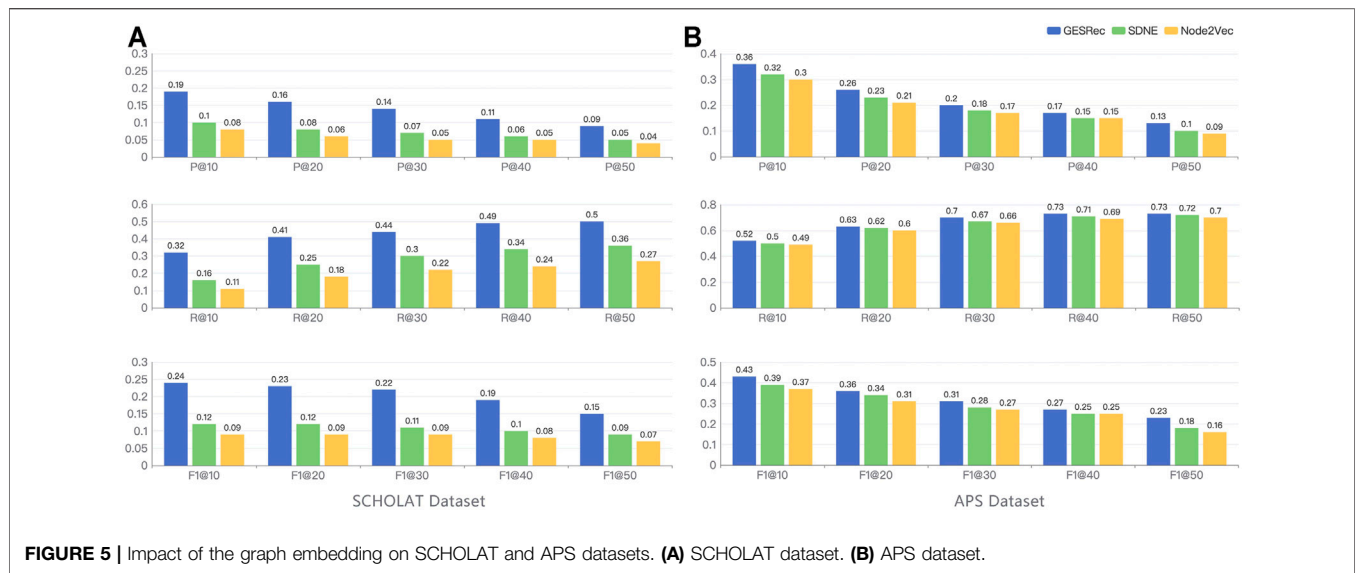 A
B
GESRec SDNE Node2Vec
0.3
0.25
0.2
0.15
0.1
0.05
0
0.19 0.1 0.08 0.16 0.08 0.06 0.14 0.07 0.05 0.11 0.06 0.05 0.09 0.05 0.04
P@10 P@20 P@30 P@40 P@50
0.4
0.3
0.2
0.1
0
0.36 0.32 0.3 0.26 0.23 0.21 0.2 0.18 0.17 0.17 0.15 0.15 0.13 0.1 0.09
P@10 P@20 P@30 P@40 P@50
0.6
0.5
0.4
0.3
0.2
0.1
0
0.32 0.16 0.11 0.41 0.25 0.18 0.44 0.3 0.22 0.49 0.34 0.24 0.5 0.36 0.27
R@10 R@20 R@30 R@40 R@50
0.8
0.6
0.4
0.2
0
0.52 0.5 0.49 0.63 0.62 0.6 0.7 0.67 0.66 0.73 0.71 0.69 0.73 0.72 0.7
R@10 R@20 R@30 R@40 R@50
0.3
0.25
0.2
0.15
0.1
0.05
0
0.24 0.12 0.09 0.23 0.12 0.09 0.22 0.11 0.09 0.19 0.1 0.08 0.15 0.09 0.07
F1@10 F1@20 F1@30 F1@40 F1@50
SCHOLAT Dataset
0.5
0.4
0.3
0.2
0.1
0
0.43 0.39 0.37 0.36 0.34 0.31 0.31 0.28 0.27 0.27 0.25 0.25 0.23 0.18 0.16
F1@10 F1@20 F1@30 F1@40 F1@50
APS Dataset
FIGURE 5 | Impact of the graph embedding on SCHOLAT and APS datasets. (A) SCHOLAT dataset. (B) APS dataset.